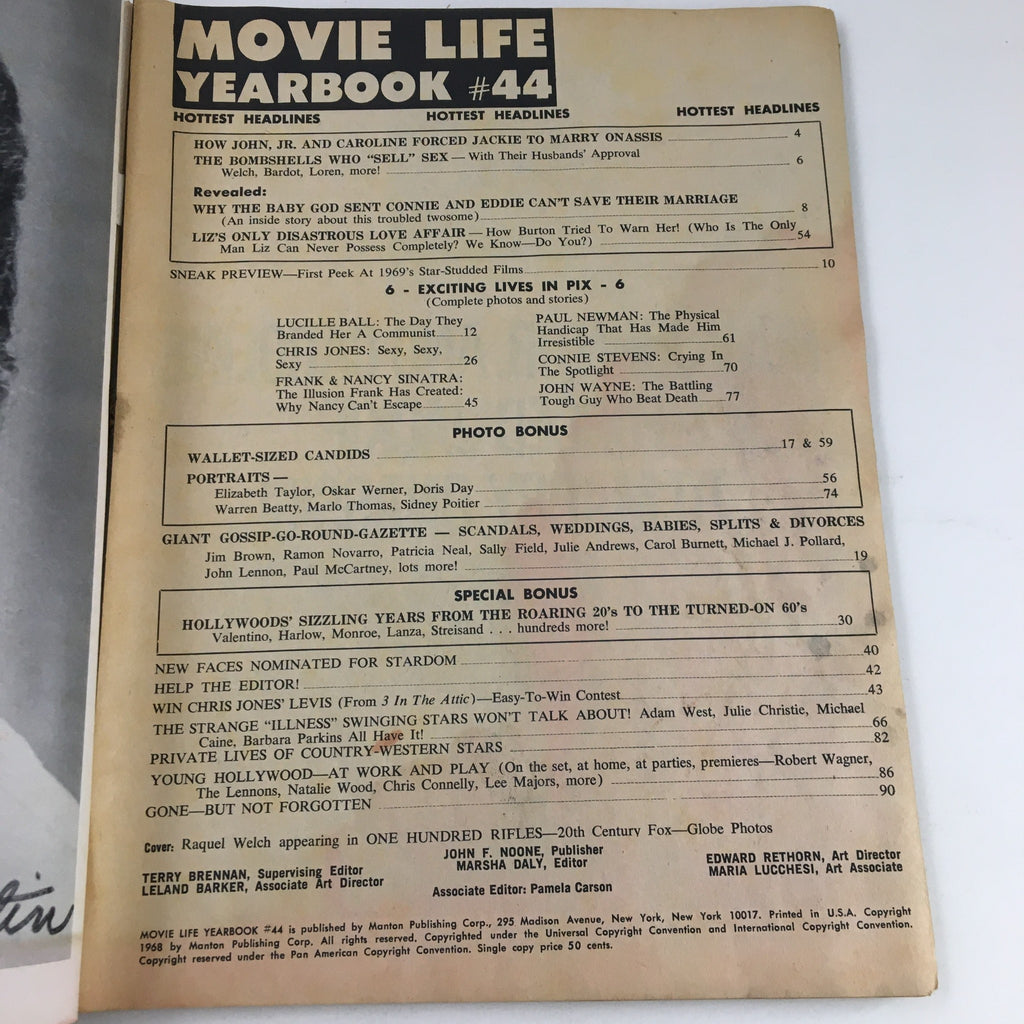 MOVIE LIFE
YEARBOOK #44
HOTTEST HEADLINES HOTTEST HEADLINES HOTTEST HEADLINES
HOW JOHN, JR. AND CAROLINE FORCED JACKIE TO MARRY ONASSIS 4
THE BOMBSHELLS WHO "SELL" SEX — With Their Husbands' Approval
Welch, Bardot, Loren, more! 6
Revealed:
WHY THE BABY GOD SENT CONNIE AND EDDIE CAN'T SAVE THEIR MARRIAGE
(An inside story about this troubled twosome) 8
LIZ'S ONLY DISASTROUS LOVE AFFAIR — How Burton Tried To Warn Her! (Who Is The Only
Man Liz Can Never Possess Completely? We Know—Do You?) 54
SNEAK PREVIEW—First Peek At 1969's Star-Studded Films 10
6 - EXCITING LIVES IN PIX - 6
(Complete photos and stories)
LUCILLE BALL: The Day They
Branded Her A Communist 12
CHRIS JONES: Sexy, Sexy,
Sexy 26
FRANK & NANCY SINATRA:
The Illusion Frank Has Created:
Why Nancy Can't Escape 45
PAUL NEWMAN: The Physical
Handicap That Has Made Him
Irresistible 61
CONNIE STEVENS: Crying In
The Spotlight 70
JOHN WAYNE: The Battling
Tough Guy Who Beat Death 77
PHOTO BONUS
WALLET-SIZED CANDIDS 17 & 59
PORTRAITS —
Elizabeth Taylor, Oskar Werner, Doris Day 56
Warren Beatty, Marlo Thomas, Sidney Poitier 74
GIANT GOSSIP-GO-ROUND-GAZETTE — SCANDALS, WEDDINGS, BABIES, SPLITS & DIVORCES
Jim Brown, Ramon Novarro, Patricia Neal, Sally Field, Julie Andrews, Carol Burnett, Michael J. Pollard,
John Lennon, Paul McCartney, lots more! 19
SPECIAL BONUS
HOLLYWOODS' SIZZLING YEARS FROM THE ROARING 20's TO THE TURNED-ON 60's
Valentino, Harlow, Monroe, Lanza, Streisand . . . hundreds more! 30
NEW FACES NOMINATED FOR STARDOM 40
HELP THE EDITOR! 42
WIN CHRIS JONES' LEVIS (From 3 In The Attic)—Easy-To-Win Contest 43
THE STRANGE "ILLNESS" SWINGING STARS WON'T TALK ABOUT! Adam West, Julie Christie, Michael
Caine, Barbara Parkins All Have It! 66
PRIVATE LIVES OF COUNTRY-WESTERN STARS 82
YOUNG HOLLYWOOD—AT WORK AND PLAY (On the set, at home, at parties, premieres—Robert Wagner,
The Lennons, Natalie Wood, Chris Connelly, Lee Majors, more) 86
GONE—BUT NOT FORGOTTEN 90
Cover: Raquel Welch appearing in ONE HUNDRED RIFLES—20th Century Fox—Globe Photos
JOHN F. NOONE, Publisher
MARSHA DALY, Editor
TERRY BRENNAN, Supervising Editor
LELAND BARKER, Associate Art Director
EDWARD RETHORN, Art Director
MARIA LUCCHESI, Art Associate
Associate Editor: Pamela Carson
MOVIE LIFE YEARBOOK #44 is published by Manton Publishing Corp., 295 Madison Avenue, New York, New York 10017. Printed in U.S.A. Copyright
1968 by Manton Publishing Corp. All rights reserved. Copyrighted under the Universal Copyright Convention and International Copyright Convention.
Copyright reserved under the Pan American Copyright Convention. Single copy price 50 cents.